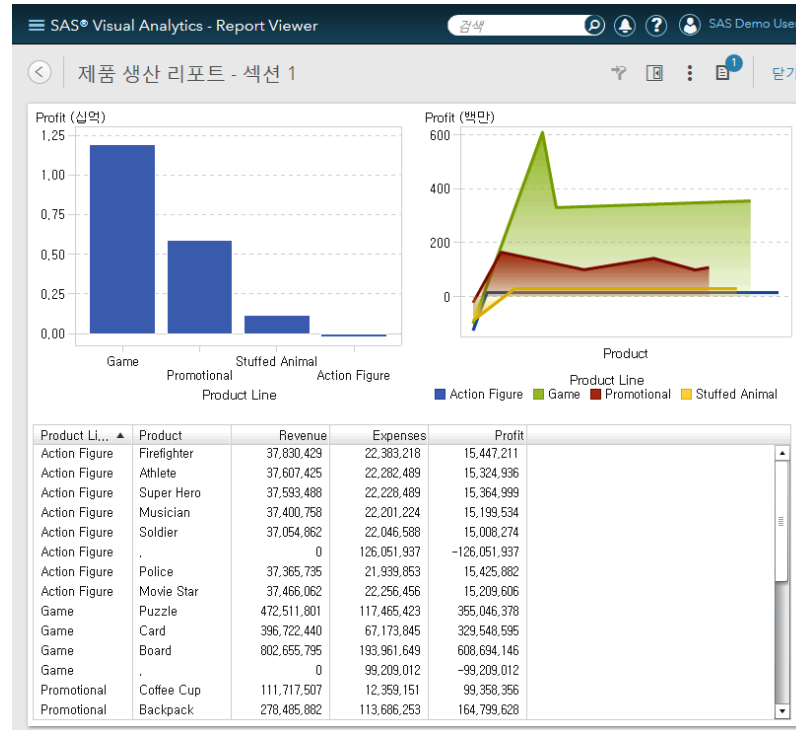 SAS® Visual Analytics - Report Viewer 검색 SAS Demo User
제품 생산 리포트 - 섹션 1 1 닫기
Profit (십억)
1,25
1,00
0,75
0,50
0,25
0,00
Game
Stuffed Animal
Promotional
Action Figure
Product Line
Profit (백만)
600
400
200
0
Product
Product Line
Action Figure Game Promotional Stuffed Animal
Product Li... ▲ Product Revenue Expenses Profit
Action Figure Firefighter 37,830,429 22,383,218 15,447,211
Action Figure Athlete 37,607,425 22,282,489 15,324,936
Action Figure Super Hero 37,593,488 22,228,489 15,364,999
Action Figure Musician 37,400,758 22,201,224 15,199,534
Action Figure Soldier 37,054,862 22,046,588 15,008,274
Action Figure . 0 126,051,937 -126,051,937
Action Figure Police 37,365,735 21,939,853 15,425,882
Action Figure Movie Star 37,466,062 22,256,456 15,209,606
Game Puzzle 472,511,801 117,465,423 355,046,378
Game Card 396,722,440 67,173,845 329,548,595
Game Board 802,655,795 193,961,649 608,694,146
Game . 0 99,209,012 -99,209,012
Promotional Coffee Cup 111,717,507 12,359,151 99,358,356
Promotional Backpack 278,485,882 113,686,253 164,799,628